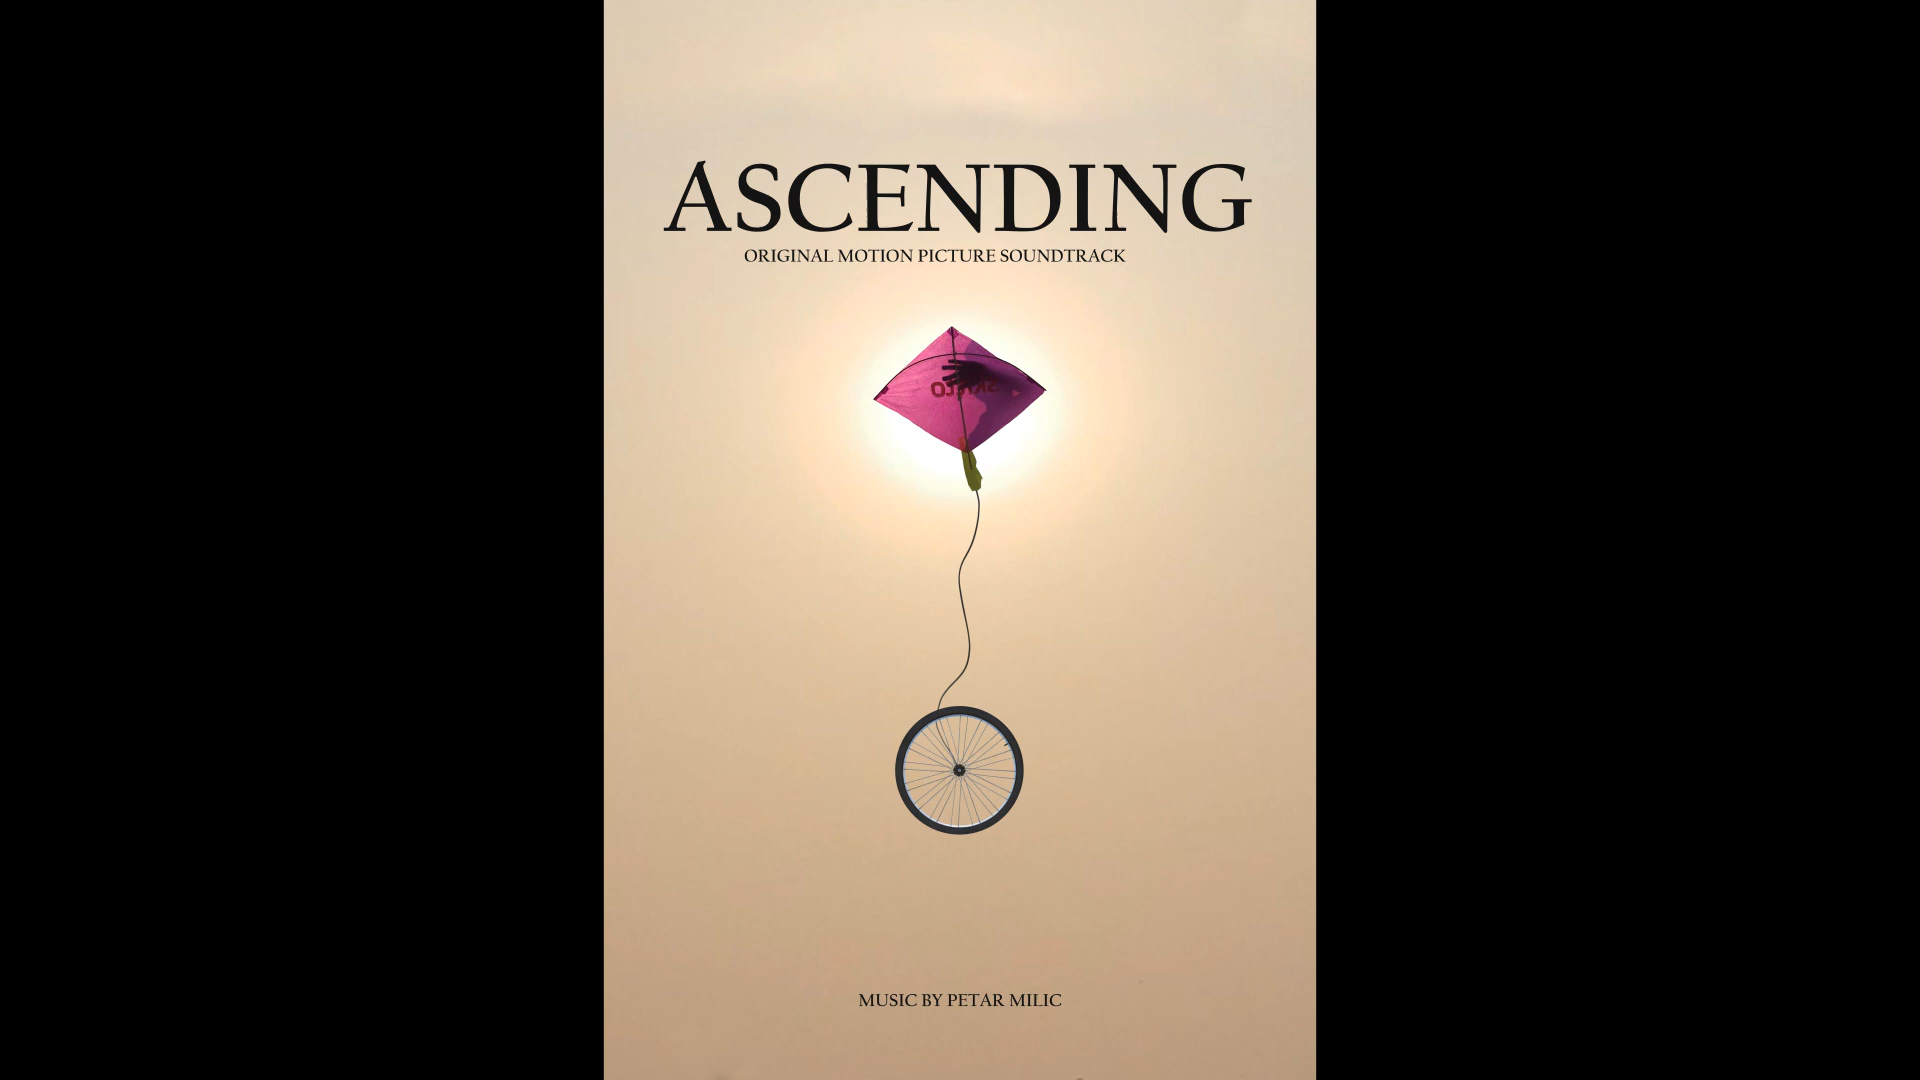 ASCENDING
ORIGINAL MOTION PICTURE SOUNDTRACK
MUSIC BY PETAR MILIC